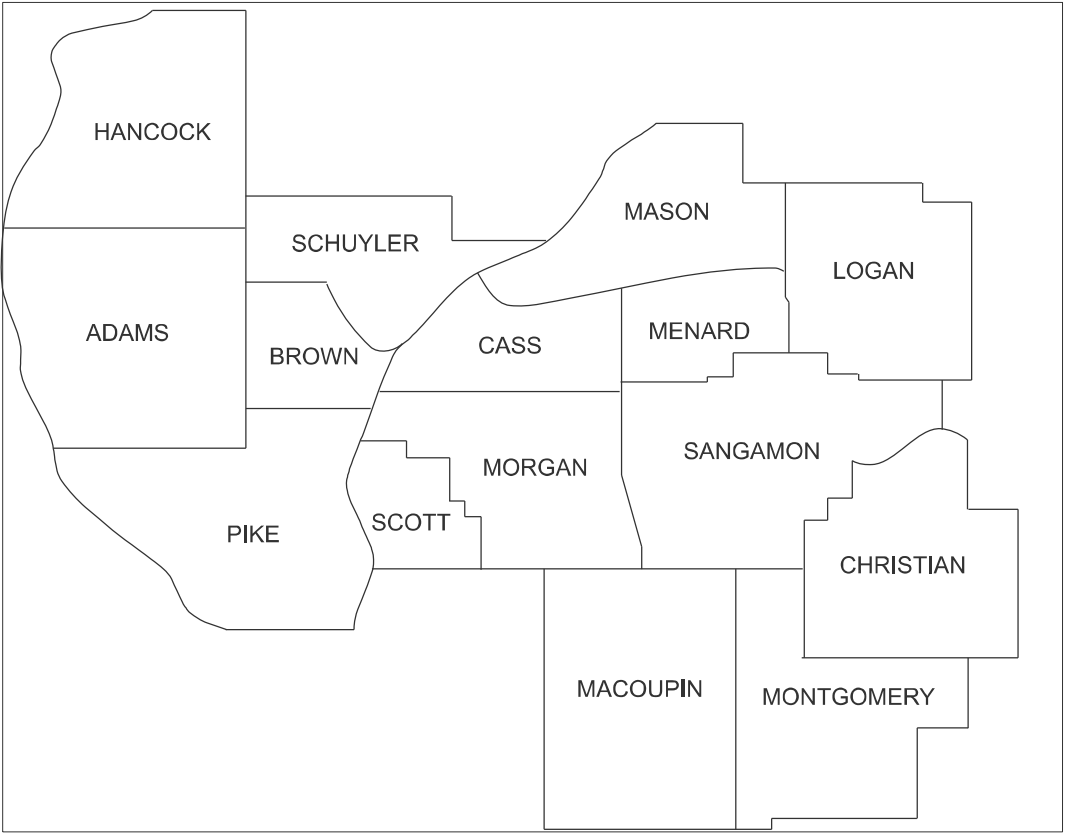 HANCOCK
MASON
SCHUYLER
LOGAN
ADAMS
MENARD
CASS
BROWN
SANGAMON
MORGAN
SCOTT
PIKE
CHRISTIAN
MACOUPIN
MONTGOMERY